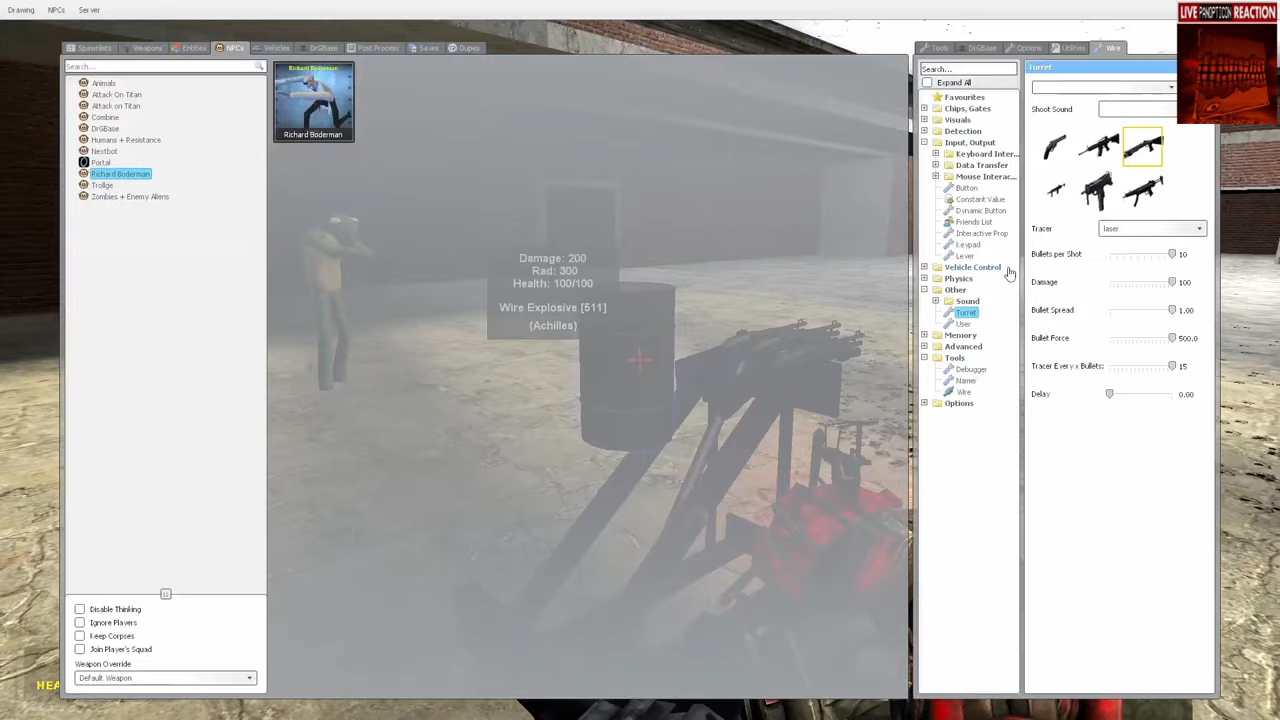 Drawing NPCs Server
LIVE PANOPTICON REACTION
Spawnlists Weapons Entities NPCs Vehicles DrGBase Post Process Saves Dupes
Tools DrGBase Options Utilities Wire
Search...
Animals
Attack On Titan
Attack on Titan
Combine
DrGBase
Humans + Resistance
Nextbot
Portal
Richard Boderman
Trollge
Zombies + Enemy Aliens
Richard Boderman
Richard Boderman
Damage: 200
Rad: 300
Health: 100/100
Wire Explosive [511]
(Achilles)
Disable Thinking
Ignore Players
Keep Corpses
Join Player's Squad
Weapon Override
Default Weapon
Search...
Expand All
Favourites
Chips, Gates
Visuals
Detection
Input, Output
Keyboard Inter...
Data Transfer
Mouse Interac...
Button
Constant Value
Dynamic Button
Friends List
Interactive Prop
Keypad
Lever
Vehicle Control
Physics
Other
Sound
Turret
User
Memory
Advanced
Tools
Debugger
Namer
Wire
Options
Turret
Shoot Sound
Tracer laser
Bullets per Shot 10
Damage 100
Bullet Spread 1.00
Bullet Force 500.0
Tracer Every x Bullets: 15
Delay 0.00
HEA